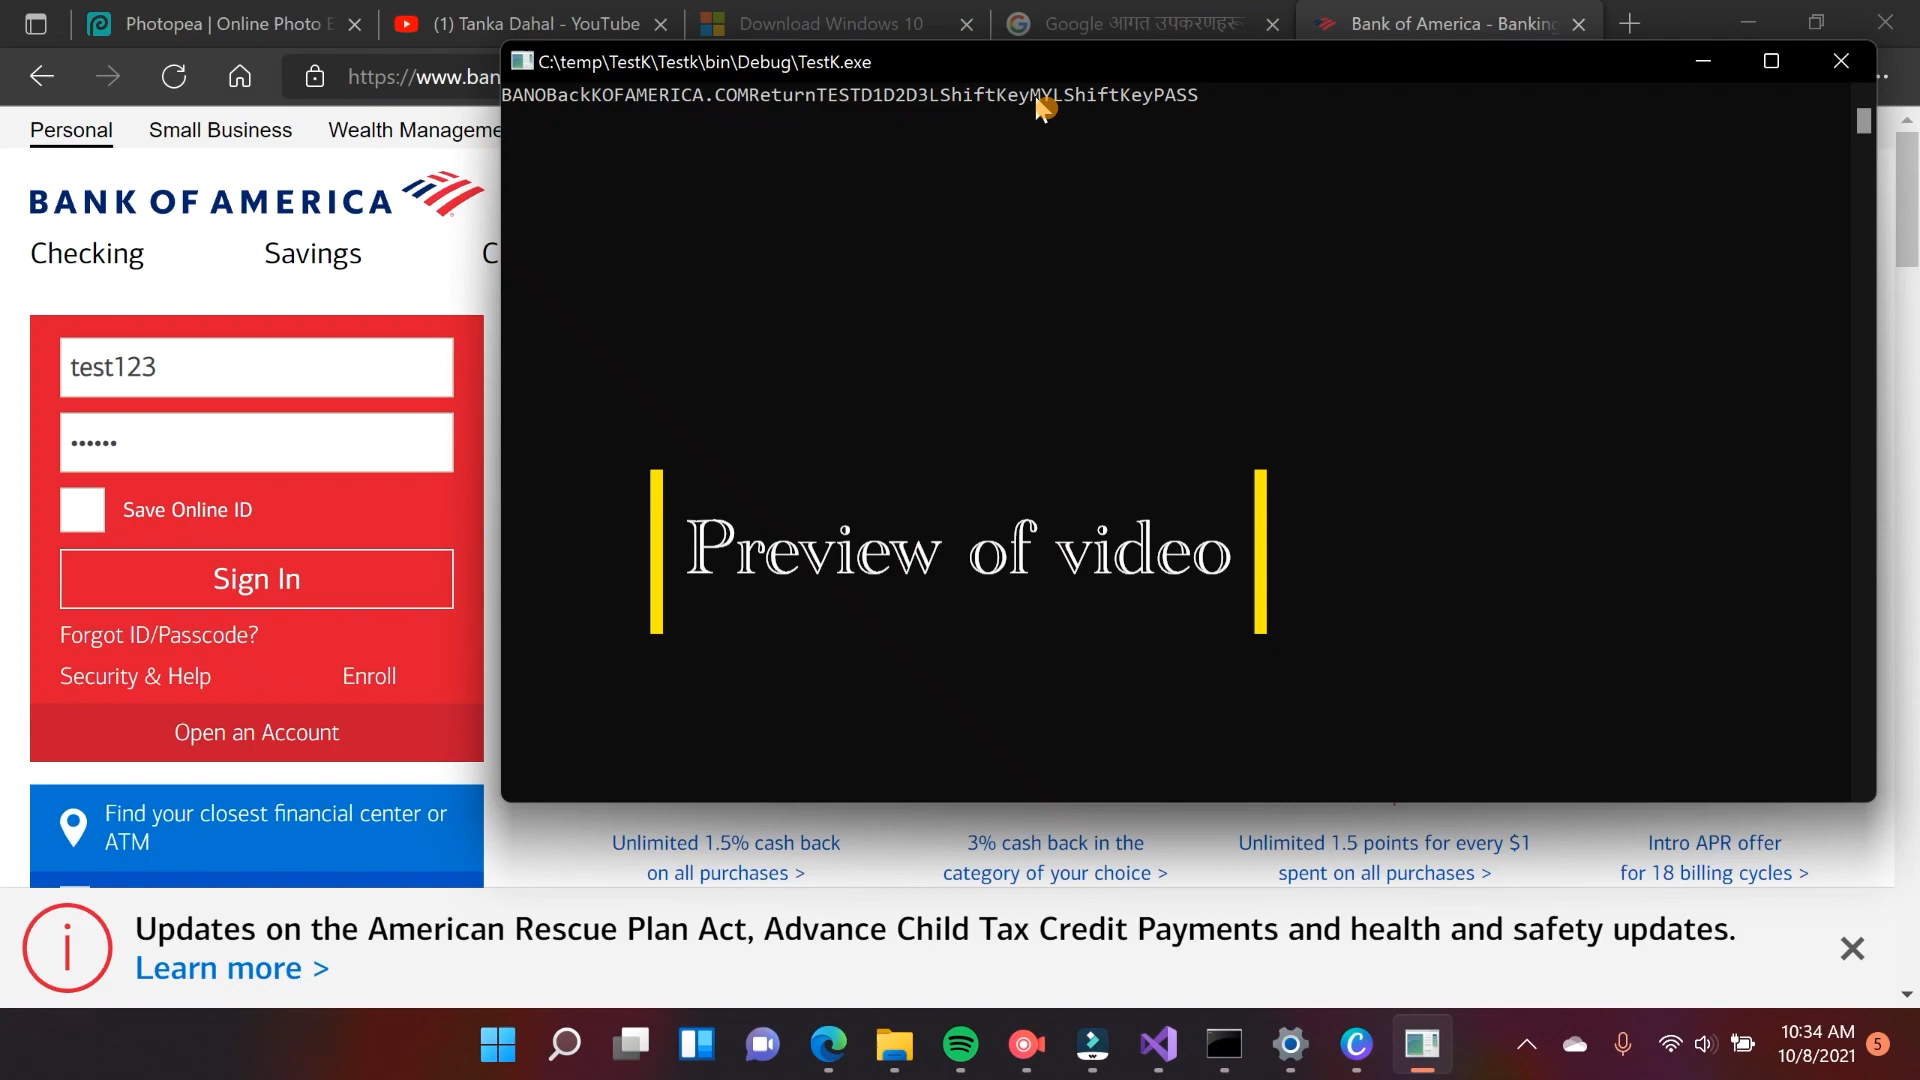 Photopea | Online Photo E
(1) Tanka Dahal - YouTube
Download Windows 10
Google आगत उपकरणहरू
Bank of America - Banking
https://www.ban
C:\temp\TestK\Testk\bin\Debug\TestK.exe
BANOBackKOFAMERICA.COMReturnTESTD1D2D3LShiftKeyMYLShiftKeyPASS
Personal
Small Business
Wealth Manageme
BANK OF AMERICA
Checking
Savings
C
test123
••••••
Save Online ID
Sign In
Forgot ID/Passcode?
Security & Help
Enroll
Open an Account
Preview of video
Find your closest financial center or
ATM
Unlimited 1.5% cash back
on all purchases >
3% cash back in the
category of your choice >
Unlimited 1.5 points for every $1
spent on all purchases >
Intro APR offer
for 18 billing cycles >
Updates on the American Rescue Plan Act, Advance Child Tax Credit Payments and health and safety updates.
Learn more >
10:34 AM
10/8/2021
5